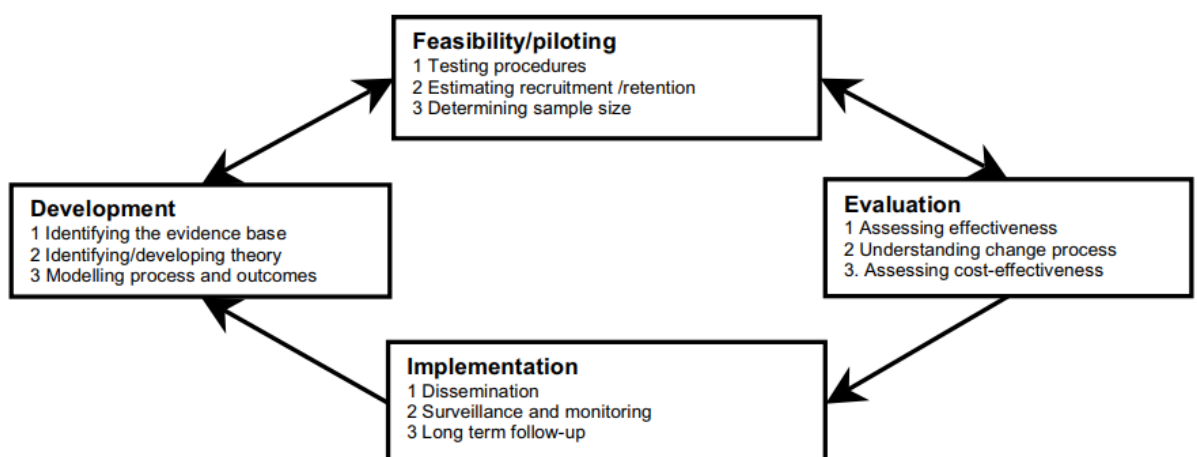 Feasibility/piloting
1 Testing procedures
2 Estimating recruitment /retention
3 Determining sample size
Development
1 Identifying the evidence base
2 Identifying/developing theory
3 Modelling process and outcomes
Evaluation
1 Assessing effectiveness
2 Understanding change process
3. Assessing cost-effectiveness
Implementation
1 Dissemination
2 Surveillance and monitoring
3 Long term follow-up